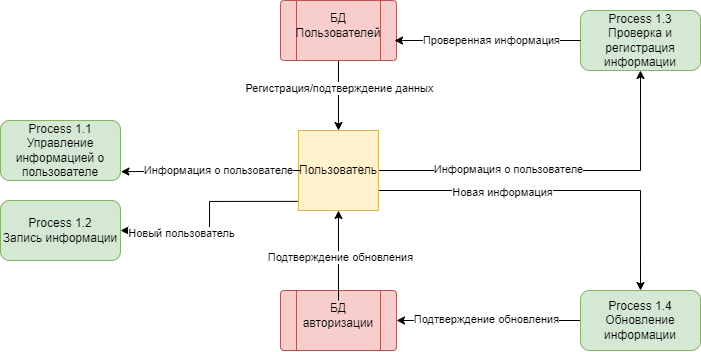 БД
Пользователей
Проверенная информация
Process 1.3
Проверка и
регистрация
информации
Регистрация/подтверждение данных
Process 1.1
Управление
информацией о
пользователе
Информация о пользователе
Пользователь
Информация о пользователе
Новая информация
Process 1.2
Запись информации
Новый пользователь
Подтверждение обновления
БД
авторизации
Подтверждение обновления
Process 1.4
Обновление
информации